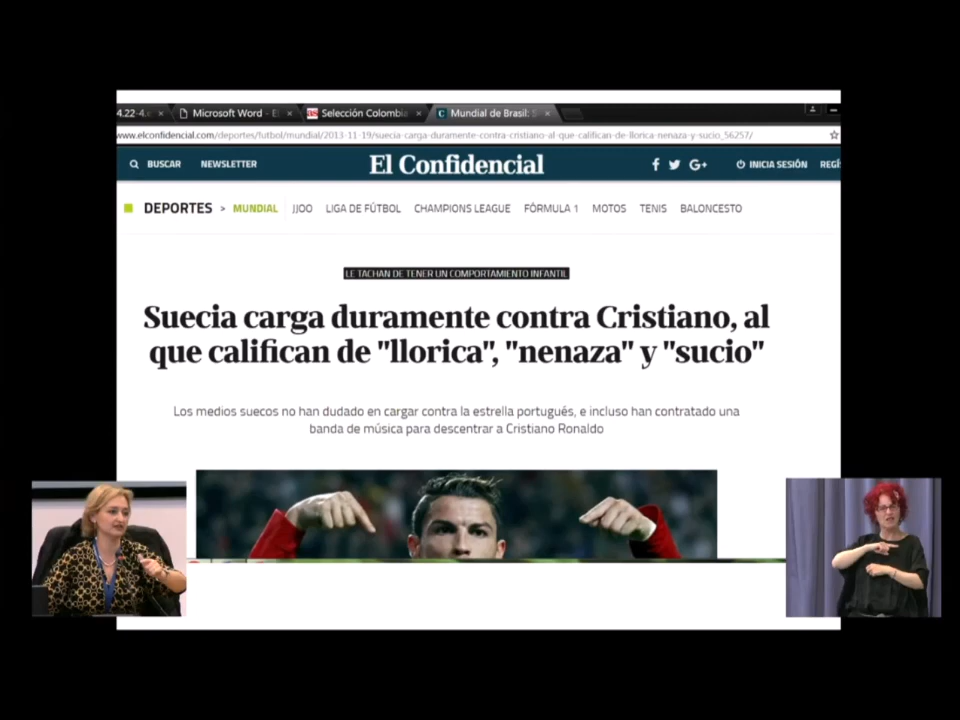 4.22-4.
Microsoft Word - E
Selección Colombia
Mundial de Brasil: S
www.elconfidencial.com/deportes/futbol/mundial/2013-11-19/suecia-carga-duramente-contra-cristiano-al-que-califican-de-llorica-nenaza-y-sucio_56257/
BUSCAR NEWSLETTER El Confidencial INICIA SESIÓN REGÍ
DEPORTES > MUNDIAL JJOO LIGA DE FÚTBOL CHAMPIONS LEAGUE FÓRMULA 1 MOTOS TENIS BALONCESTO
LE TACHAN DE TENER UN COMPORTAMIENTO INFANTIL
Suecia carga duramente contra Cristiano, al
que califican de "llorica", "nenaza" y "sucio"
Los medios suecos no han dudado en cargar contra la estrella portugués, e incluso han contratado una
banda de música para descentrar a Cristiano Ronaldo